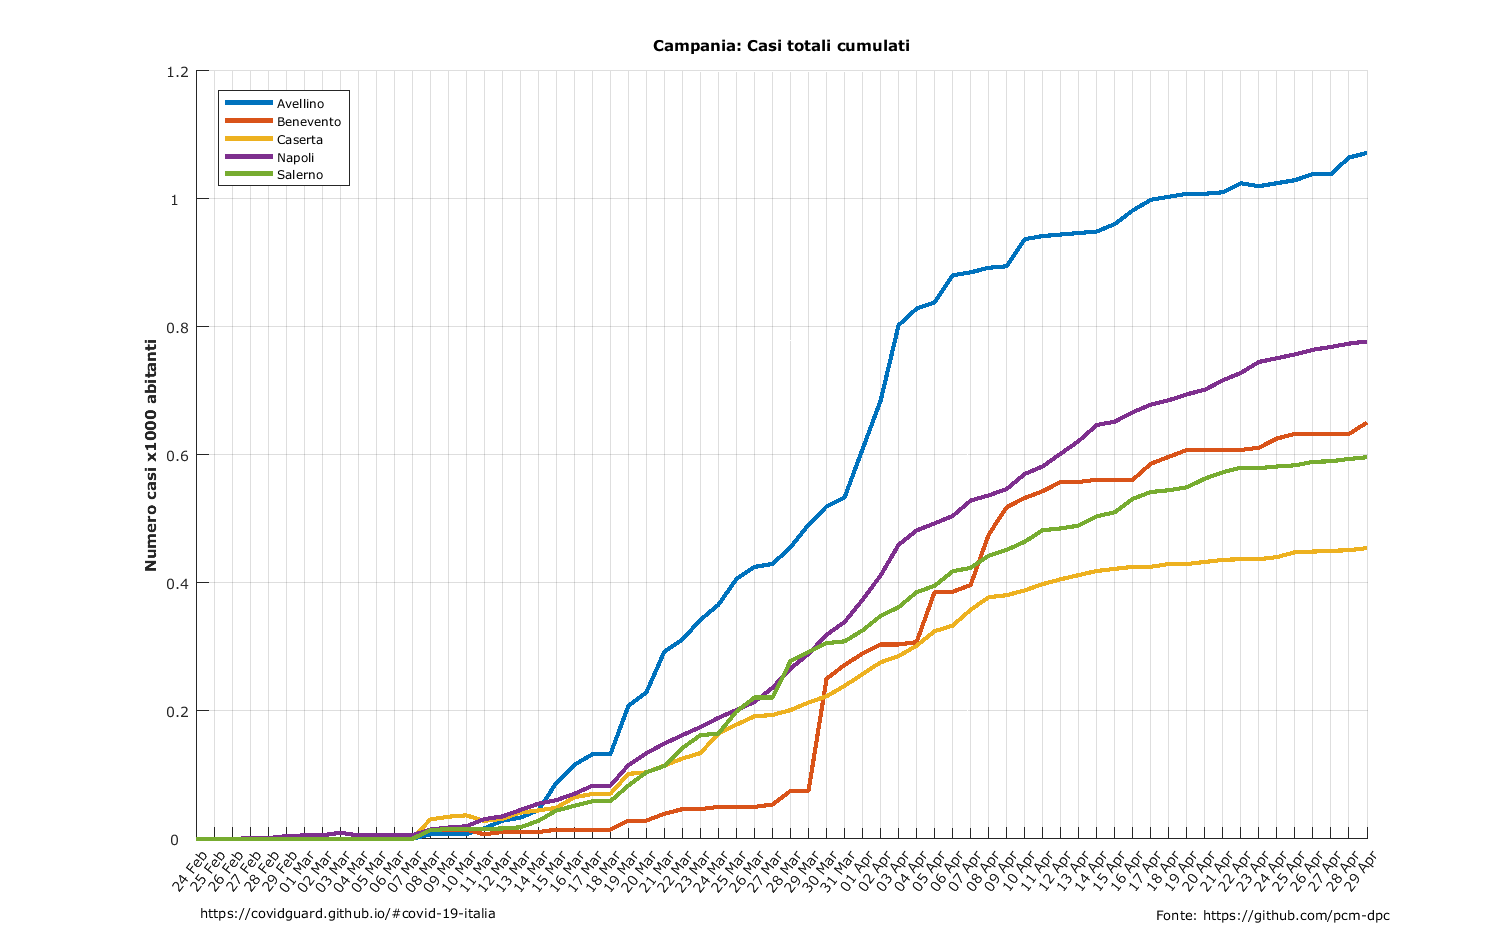 Campania: Casi totali cumulati
Numero casi x1000 abitanti
1.2
1
0.8
0.6
0.4
0.2
0
Avellino
Benevento
Caserta
Napoli
Salerno
24 Feb
25 Feb
26 Feb
27 Feb
28 Feb
29 Feb
01 Mar
02 Mar
03 Mar
04 Mar
05 Mar
06 Mar
07 Mar
08 Mar
09 Mar
10 Mar
11 Mar
12 Mar
13 Mar
14 Mar
15 Mar
16 Mar
17 Mar
18 Mar
19 Mar
20 Mar
21 Mar
22 Mar
23 Mar
24 Mar
25 Mar
26 Mar
27 Mar
28 Mar
29 Mar
30 Mar
31 Mar
01 Apr
02 Apr
03 Apr
04 Apr
05 Apr
06 Apr
07 Apr
08 Apr
09 Apr
10 Apr
11 Apr
12 Apr
13 Apr
14 Apr
15 Apr
16 Apr
17 Apr
18 Apr
19 Apr
20 Apr
21 Apr
22 Apr
23 Apr
24 Apr
25 Apr
26 Apr
27 Apr
28 Apr
29 Apr
https://covidguard.github.io/#covid-19-italia
Fonte: https://github.com/pcm-dpc